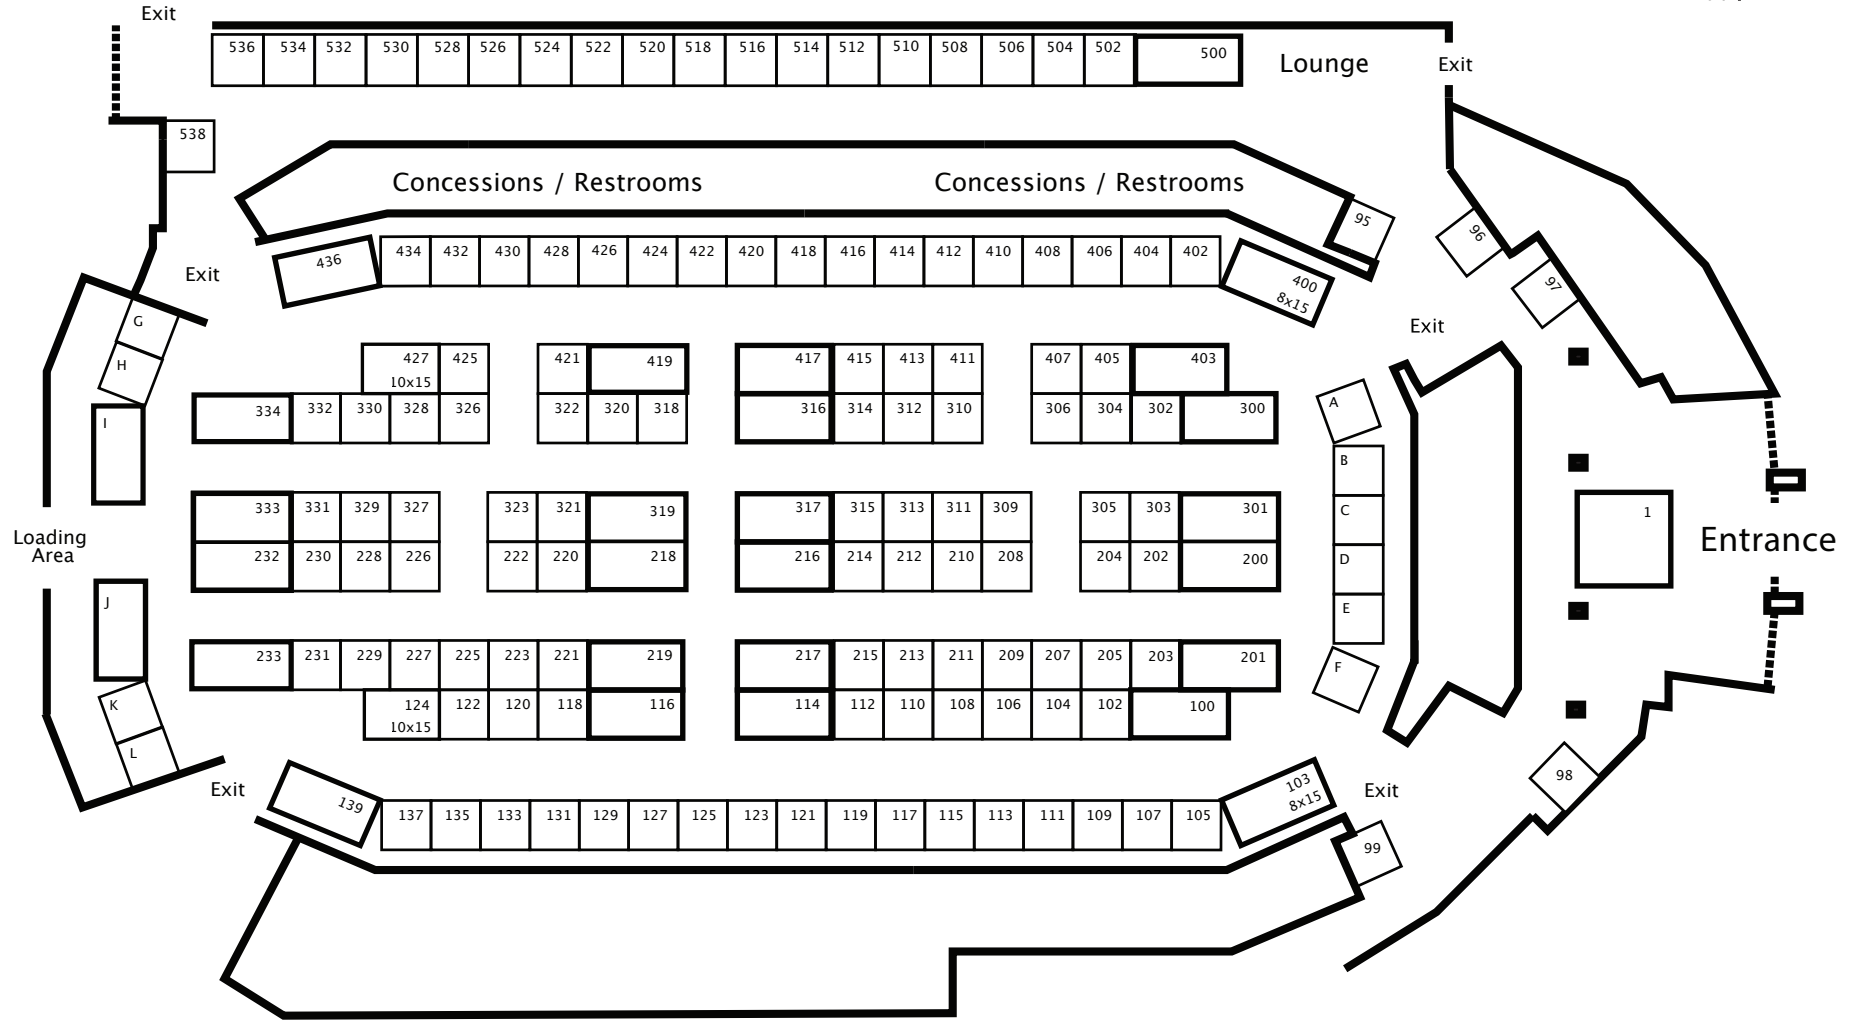 Exit
536 534 532 530 528 526 524 522 520 518 516 514 512 510 508 506 504 502 500
Lounge
Exit
538
Concessions / Restrooms
Concessions / Restrooms
95
96
97
436
434 432 430 428 426 424 422 420 418 416 414 412 410 408 406 404 402
400
8x15
Exit
Exit
G
H
I
427
10x15
425
421 419
417 415 413 411
407 405 403
334 332 330 328 326
322 320 318
316 314 312 310
306 304 302 300
A
B
C
D
E
F
333 331 329 327
323 321 319
317 315 313 311 309
305 303 301
232 230 228 226
222 220 218
216 214 212 210 208
204 202 200
1
Entrance
Loading
Area
J
K
L
233 231 229 227 225 223 221 219
217 215 213 211 209 207 205 203 201
124
10x15
122 120 118 116
114 112 110 108 106 104 102 100
98
Exit
139
137 135 133 131 129 127 125 123 121 119 117 115 113 111 109 107 105
103
8x15
Exit
99